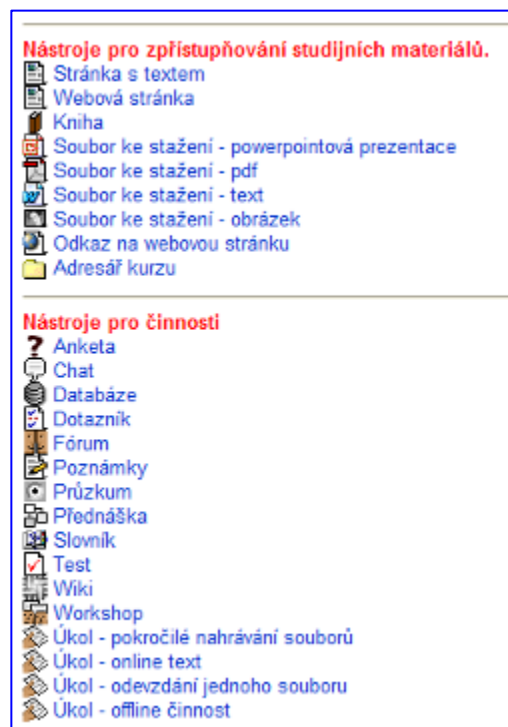 Nástroje pro zpřístupňování studijních materiálů.
Stránka s textem
Webová stránka
Kniha
Soubor ke stažení - powerpointová prezentace
Soubor ke stažení - pdf
Soubor ke stažení - text
Soubor ke stažení - obrázek
Odkaz na webovou stránku
Adresář kurzu
Nástroje pro činnosti
Anketa
Chat
Databáze
Dotazník
Fórum
Poznámky
Průzkum
Přednáška
Slovník
Test
Wiki
Workshop
Úkol - pokročilé nahrávání souborů
Úkol - online text
Úkol - odevzdání jednoho souboru
Úkol - offline činnost